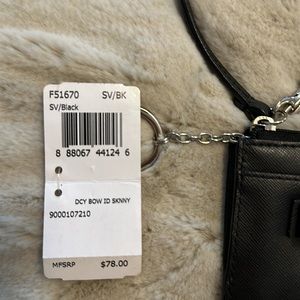 F51670 SV/BK
SV/Black
8 88067 44124 6
DCY BOW ID SKNNY
9000107210
MFSRP $78.00